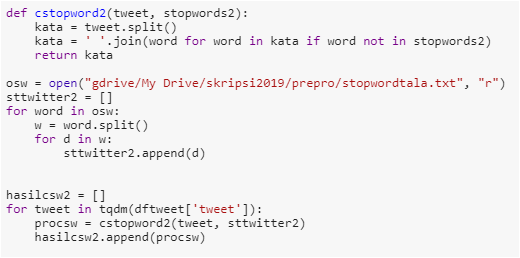 def cstopword2(tweet, stopwords2):
    kata = tweet.split()
    kata = ' '.join(word for word in kata if word not in stopwords2)
    return kata

osw = open("gdrive/My Drive/skripsi2019/prepro/stopwordtala.txt", "r")
sttwitter2 = []
for word in osw:
    w = word.split()
    for d in w:
        sttwitter2.append(d)

hasilcsw2 = []
for tweet in tqdm(dftweet['tweet']):
    procsw = cstopword2(tweet, sttwitter2)
    hasilcsw2.append(procsw)